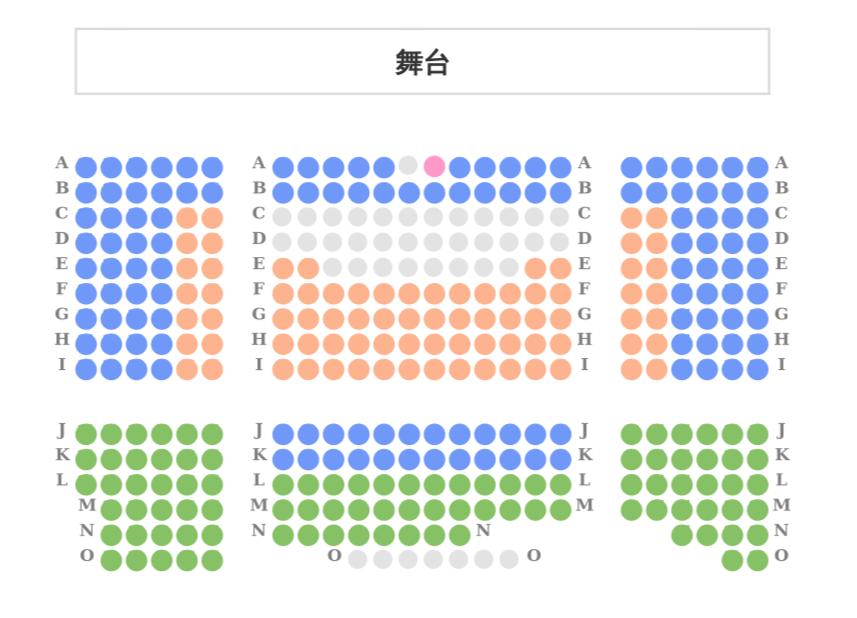 舞台
A A A A
B B B B
C C C C
D D D D
E E E E
F F F F
G G G G
H H H H
I I I I
J J J J
K K K K
L L L L
M M M M
N N N N
O O O O